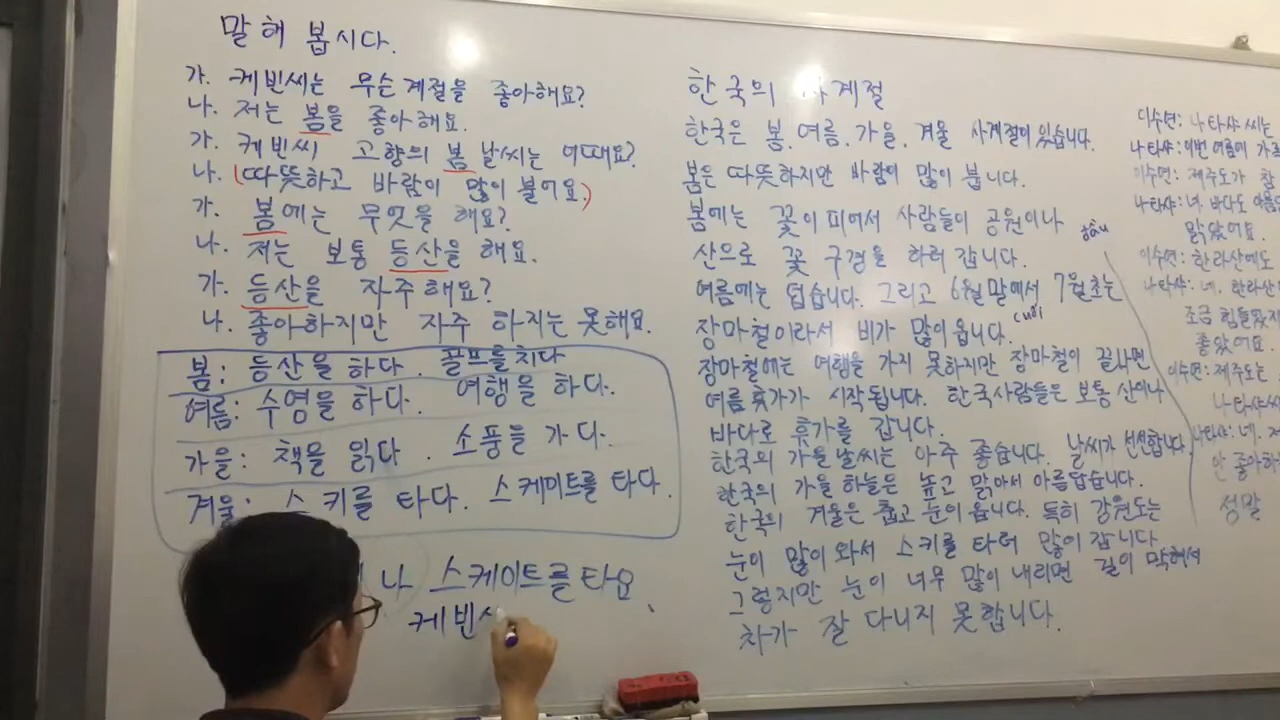 말해 봅시다.
가. 케빈씨는 무슨 계절을 좋아해요?
나. 저는 봄을 좋아해요.
가. 케빈씨 고향의 봄 날씨는 어때요?
나. (따뜻하고 바람이 많이 불어요.)
가. 봄에는 무엇을 해요?
나. 저는 보통 등산을 해요.
가. 등산을 자주 해요?
나. 좋아하지만 자주 하지는 못해요.
봄: 등산을 하다. 골프를 치다
여름: 수영을 하다. 여행을 하다.
가을: 책을 읽다. 소풍을 가다.
겨울: 스키를 타다. 스케이트를 타다.
나 스케이트를 타요.
케빈
한국의 계절
한국은 봄.여름.가을.겨울 사계절이 있습니다.
봄은 따뜻하지만 바람이 많이 붑니다.
봄에는 꽃이 피어서 사람들이 공원이나
đầu
산으로 꽃 구경을 하러 갑니다.
여름에는 덥습니다. 그리고 6월말에서 7월초는
cuối
장마철이라서 비가 많이 옵니다.
장마철에는 여행을 가지 못하지만 장마철이 끝나면
여름 휴가가 시작됩니다. 한국사람들은 보통 산이나
바다로 휴가를 갑니다.
한국의 가을날씨는 아주 좋습니다. 날씨가 선선합니다.
한국의 가을 하늘은 높고 맑아서 아름답습니다.
한국의 겨울은 춥고 눈이 옵니다. 특히 강원도는
눈이 많이 와서 스키를 타러 많이 갑니다
그렇지만 눈이 너무 많이 내리면 길이 막혀서
차가 잘 다니지 못합니다.
이수연: 나타샤씨는
나타샤: 이번 여름에
이수연: 제주도가 참
나타샤: 네. 바다도
맑았어요.
이수연: 한라산에도
나타샤: 네. 한라산
조금 힘들었지
좋았어요.
이수연: 제주도는
나타샤씨
나타샤: 네.
안 좋아하
정말